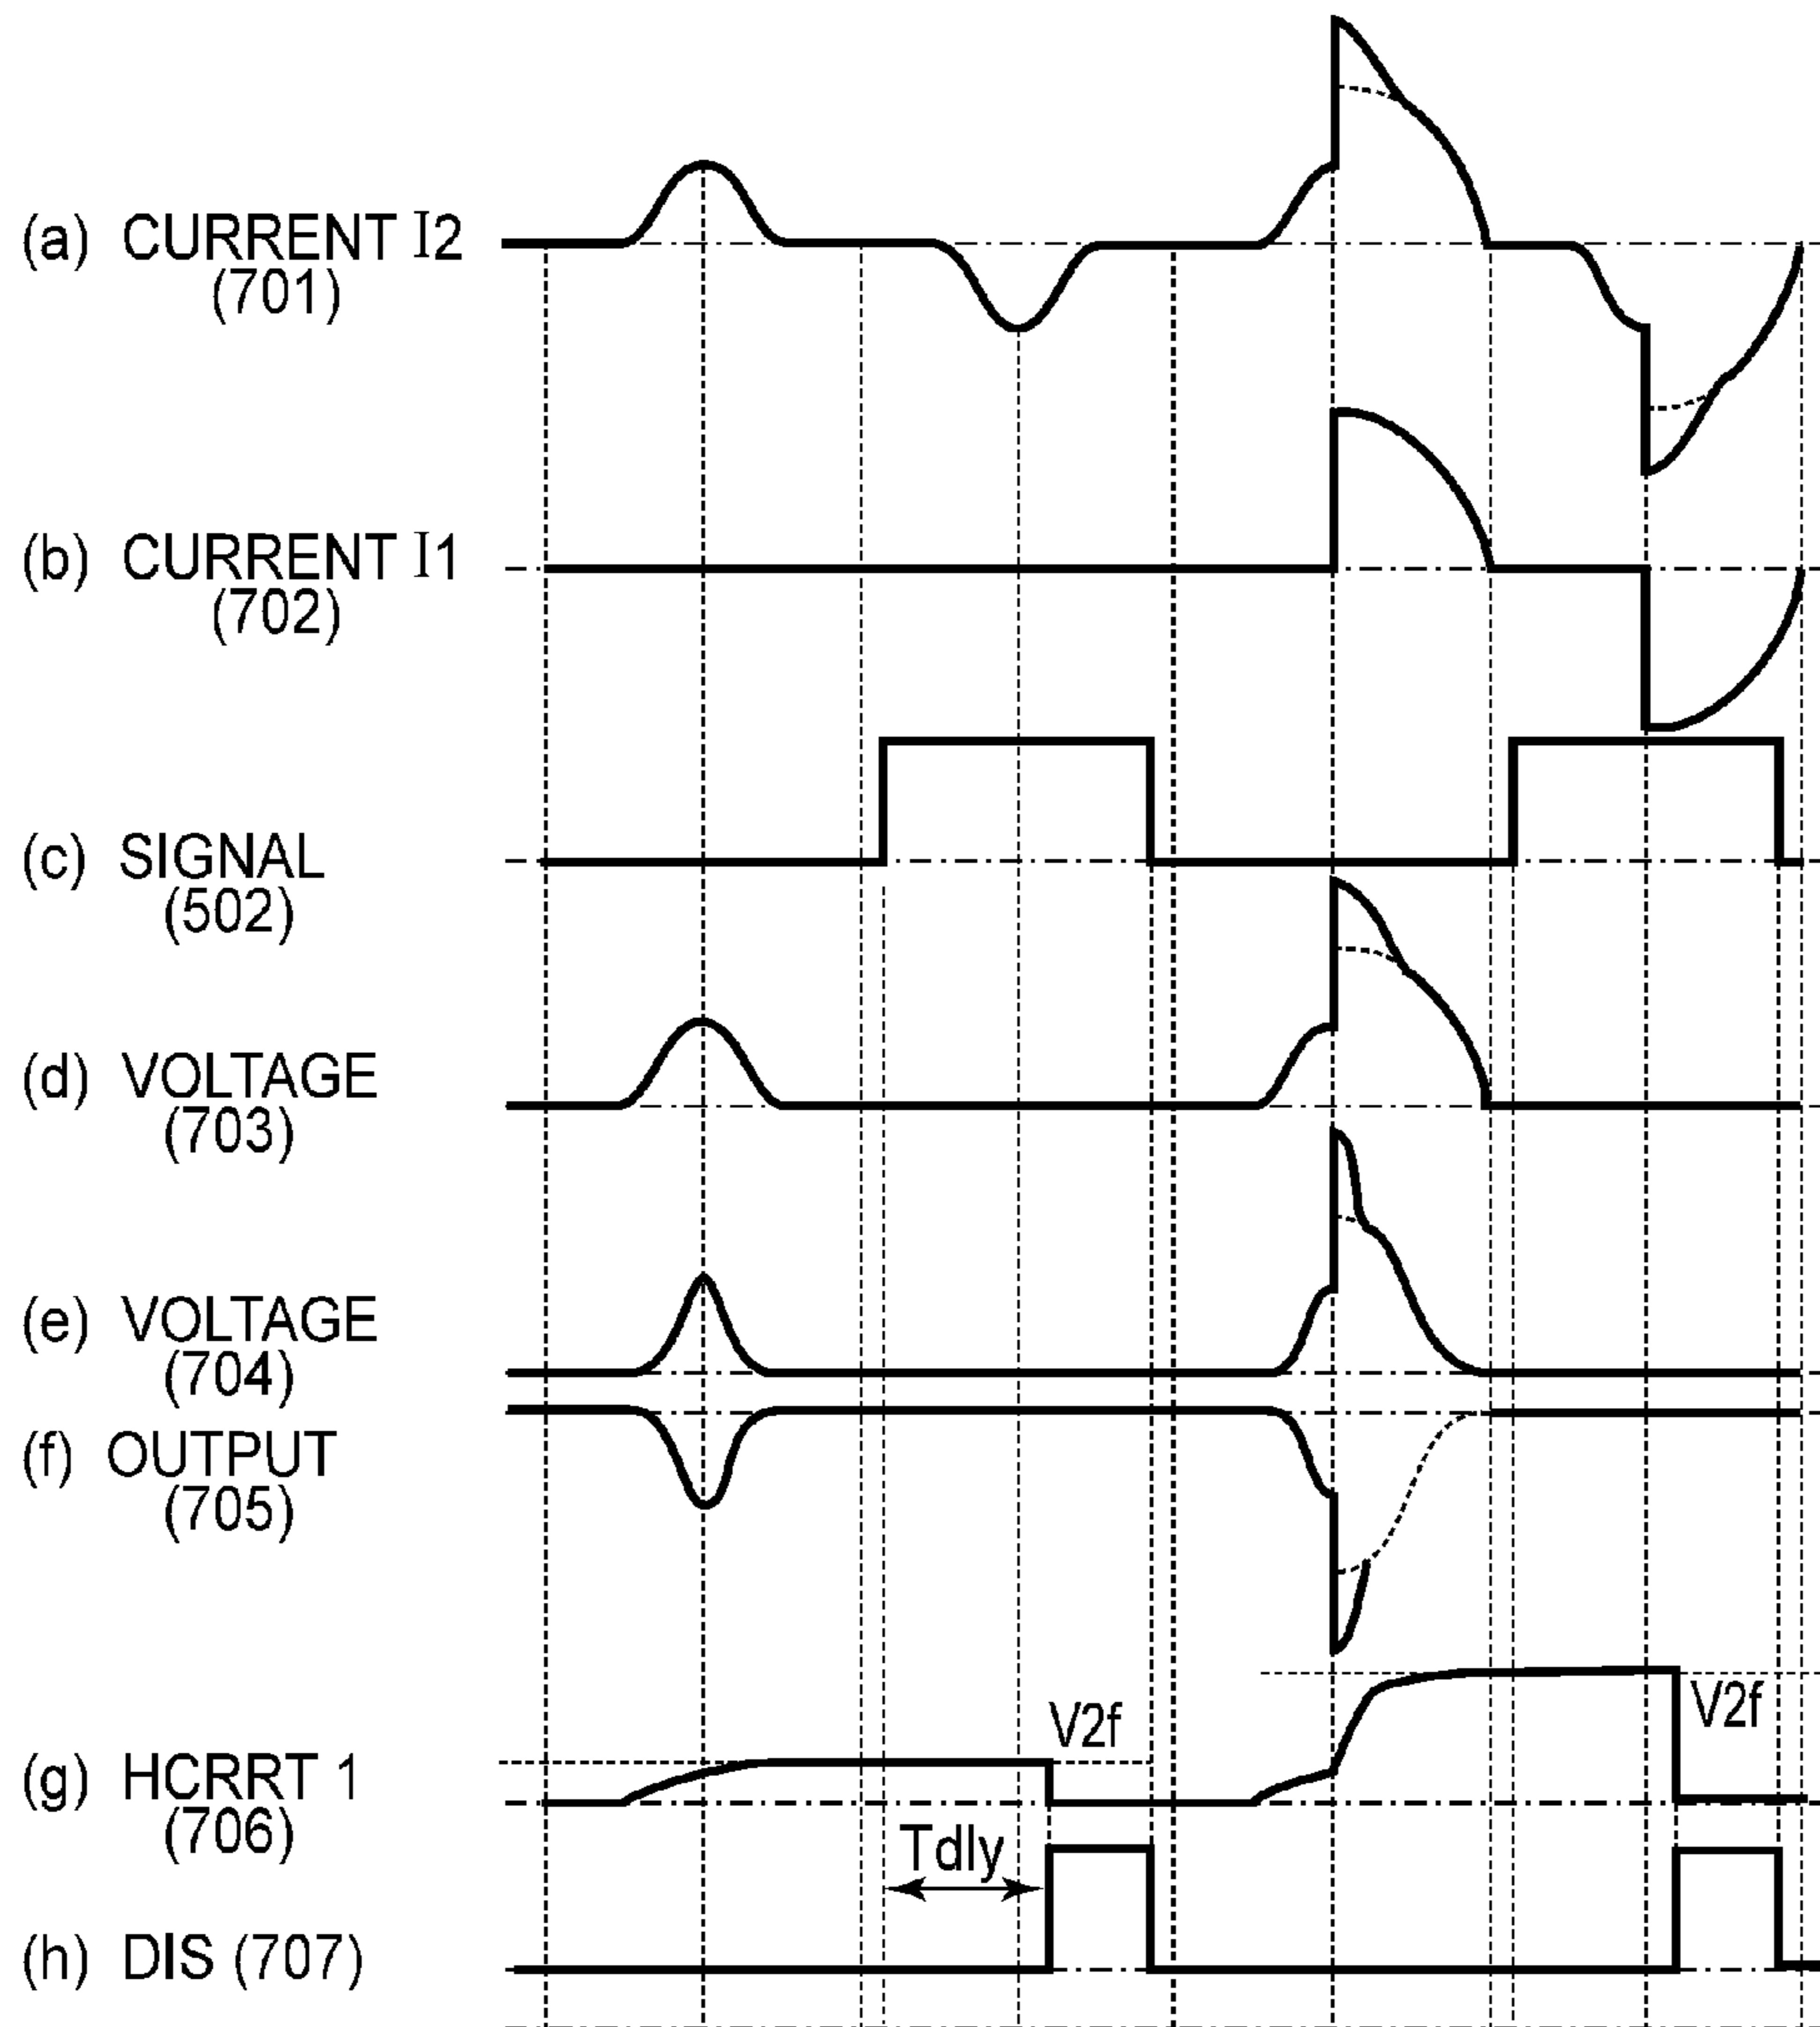 (a) CURRENT I2
(701)
(b) CURRENT I1
(702)
(c) SIGNAL
(502)
(d) VOLTAGE
(703)
(e) VOLTAGE
(704)
(f) OUTPUT
(705)
V2f
V2f
(g) HCRRT 1
(706)
Tdly
(h) DIS (707)